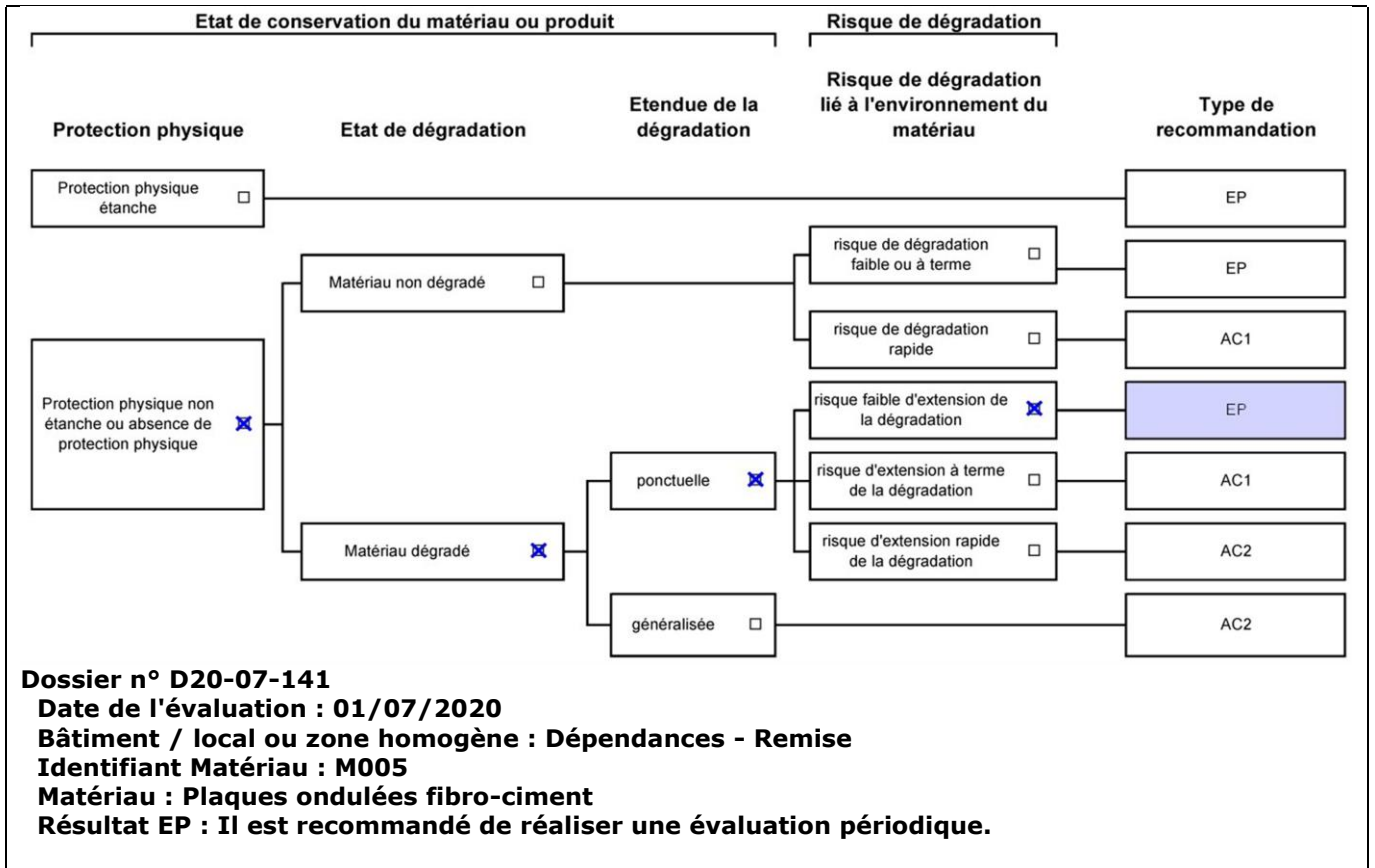 Etat de conservation du matériau ou produit
Risque de dégradation
Protection physique
Etat de dégradation
Etendue de la
dégradation
Risque de dégradation
lié à l'environnement du
matériau
Type de
recommandation
Protection physique
étanche
EP
risque de dégradation
faible ou à terme
EP
Matériau non dégradé
risque de dégradation
rapide
AC1
Protection physique non
étanche ou absence de
protection physique
risque faible d'extension de
la dégradation
EP
ponctuelle
risque d'extension à terme
de la dégradation
AC1
Matériau dégradé
risque d'extension rapide
de la dégradation
AC2
généralisée
AC2
Dossier n° D20-07-141
Date de l'évaluation : 01/07/2020
Bâtiment / local ou zone homogène : Dépendances - Remise
Identifiant Matériau : M005
Matériau : Plaques ondulées fibro-ciment
Résultat EP : Il est recommandé de réaliser une évaluation périodique.